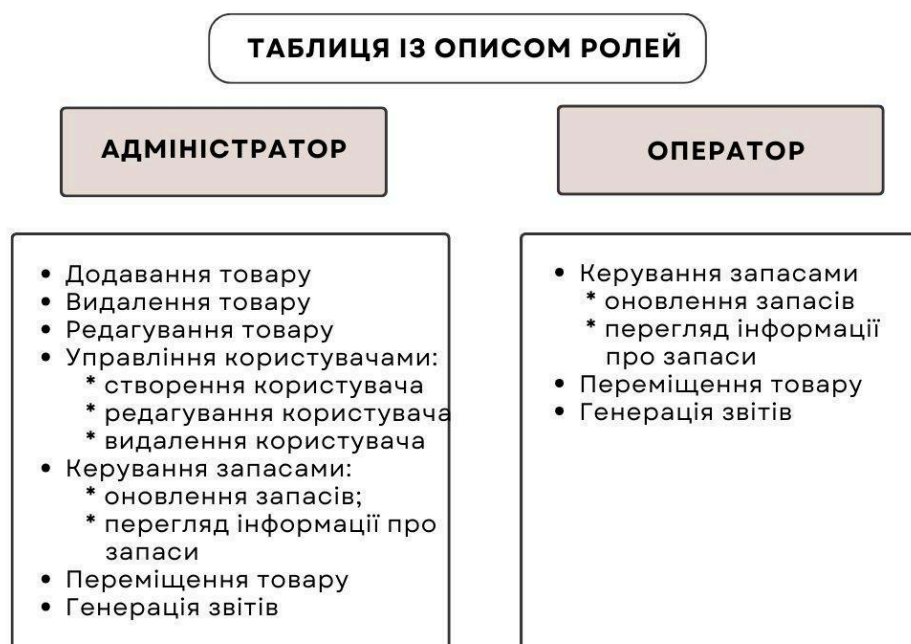 ТАБЛИЦЯ ІЗ ОПИСОМ РОЛЕЙ
АДМІНІСТРАТОР
• Додавання товару
• Видалення товару
• Редагування товару
• Управління користувачами:
* створення користувача
* редагування користувача
* видалення користувача
• Керування запасами:
* оновлення запасів;
* перегляд інформації про
запаси
• Переміщення товару
• Генерація звітів
ОПЕРАТОР
• Керування запасами
* оновлення запасів
* перегляд інформації
про запаси
• Переміщення товару
• Генерація звітів